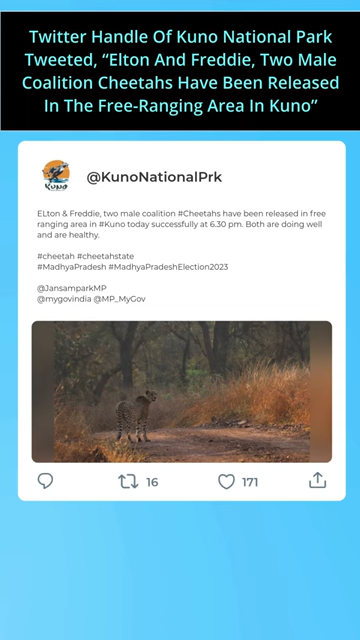 Twitter Handle Of Kuno National Park
Tweeted, “Elton And Freddie, Two Male
Coalition Cheetahs Have Been Released
In The Free-Ranging Area In Kuno”
KUNO
@KunoNationalPrk
ELton & Freddie, two male coalition #Cheetahs have been released in free
ranging area in #Kuno today successfully at 6.30 pm. Both are doing well
and are healthy.
#cheetah #cheetahstate
#MadhyaPradesh #MadhyaPradeshElection2023
@JansamparkMP
@mygovindia @MP_MyGov
16
171